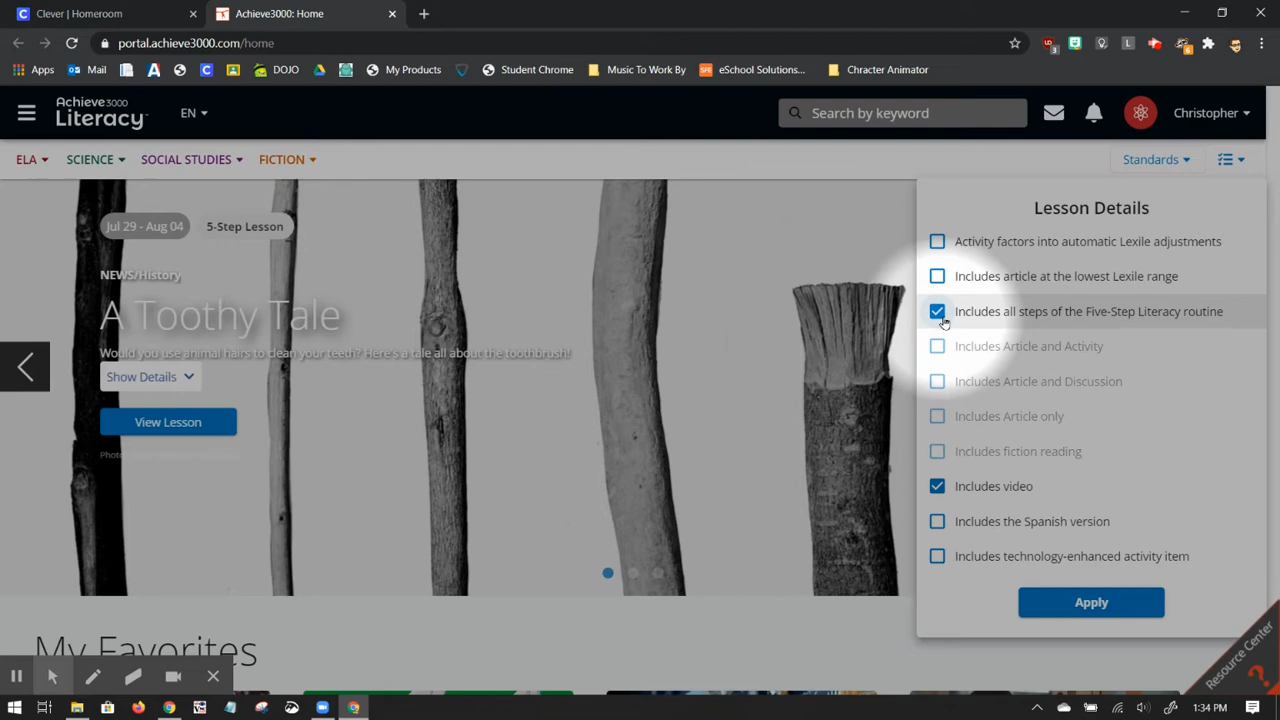 Clever | Homeroom
Achieve3000: Home
portal.achieve3000.com/home
Apps
Mail
DOJO
My Products
Student Chrome
Music To Work By
eSchool Solutions...
Chracter Animator
Achieve3000
Literacy
EN
Search by keyword
Christopher
ELA
SCIENCE
SOCIAL STUDIES
FICTION
Standards
Jul 29 - Aug 04
5-Step Lesson
NEWS/History
A Toothy Tale
Would you use animal hairs to clean your teeth? Here's a tale all about the toothbrush!
Show Details
View Lesson
Lesson Details
Activity factors into automatic Lexile adjustments
Includes article at the lowest Lexile range
Includes all steps of the Five-Step Literacy routine
Includes Article and Activity
Includes Article and Discussion
Includes Article only
Includes fiction reading
Includes video
Includes the Spanish version
Includes technology-enhanced activity item
Apply
My Favorites
Resource Center
?
1:34 PM